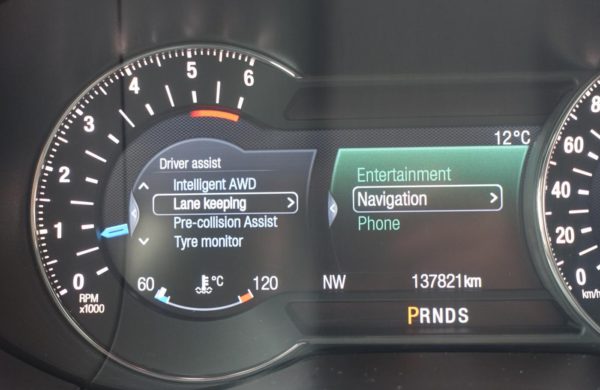 0
1
2
3
4
5
6
RPM
x1000
Driver assist
Intelligent AWD
Lane keeping >
Pre-collision Assist
Tyre monitor
60 °C 120
12°C
Entertainment
Navigation >
Phone
NW 137821km
PRNDS
60
40
20
0
km/h